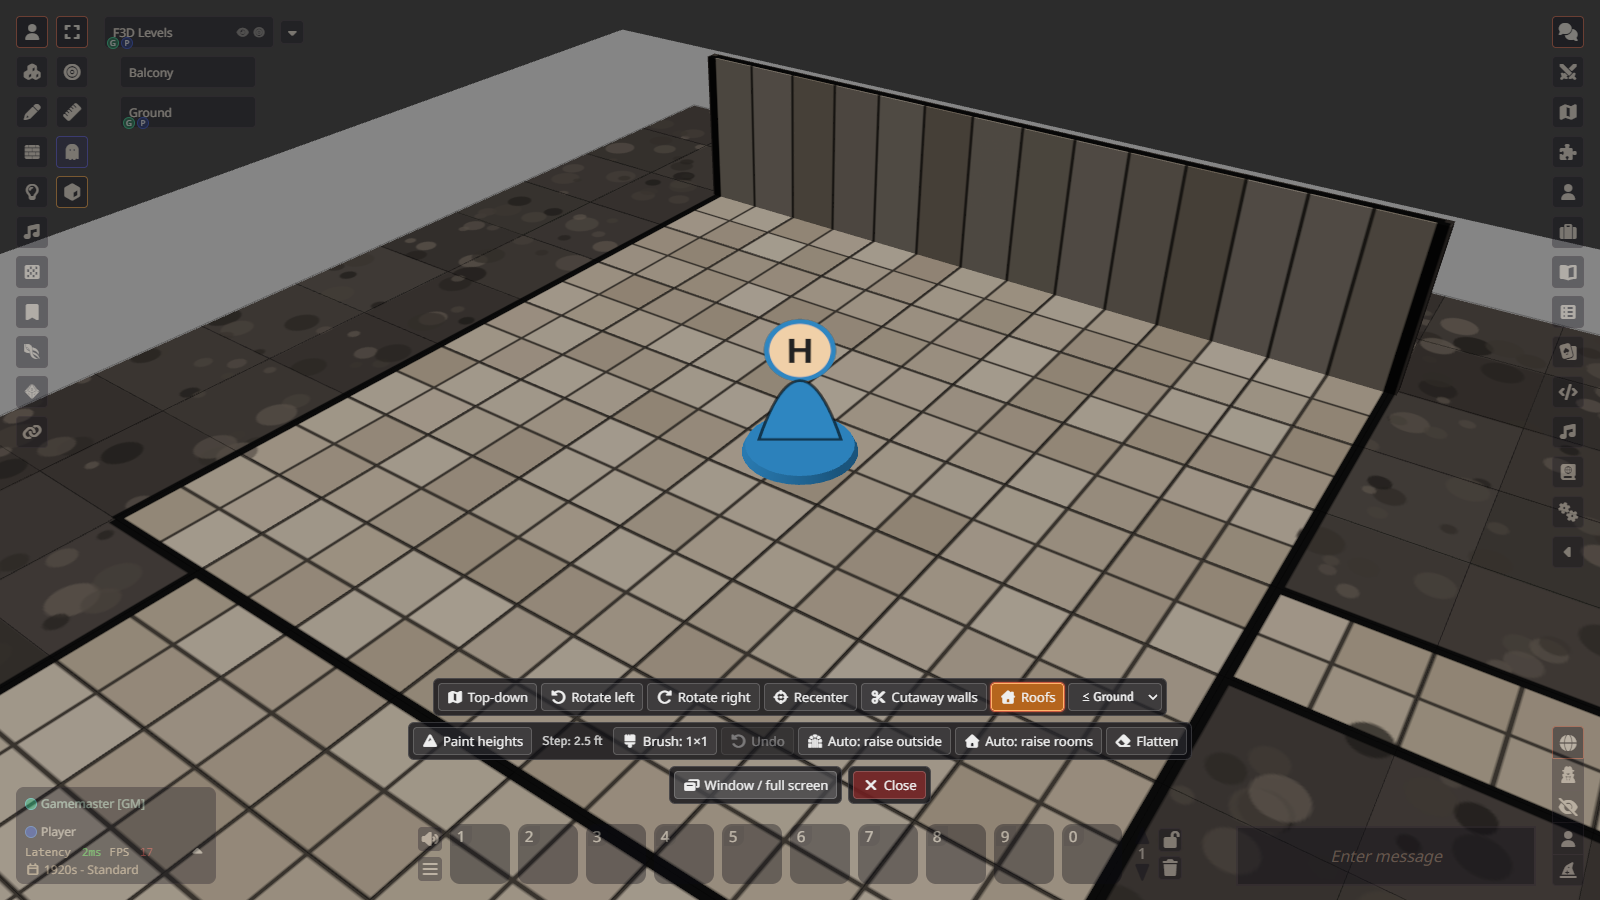 F3D Levels
G P
Balcony
Ground
G P
H
Top-down
Rotate left
Rotate right
Recenter
Cutaway walls
Roofs
≤ Ground
Paint heights
Step: 2.5 ft
Brush: 1×1
Undo
Auto: raise outside
Auto: raise rooms
Flatten
Window / full screen
Close
Gamemaster [GM]
Player
Latency 2ms FPS 17
1920s - Standard
1 2 3 4 5 6 7 8 9 0
1
Enter message